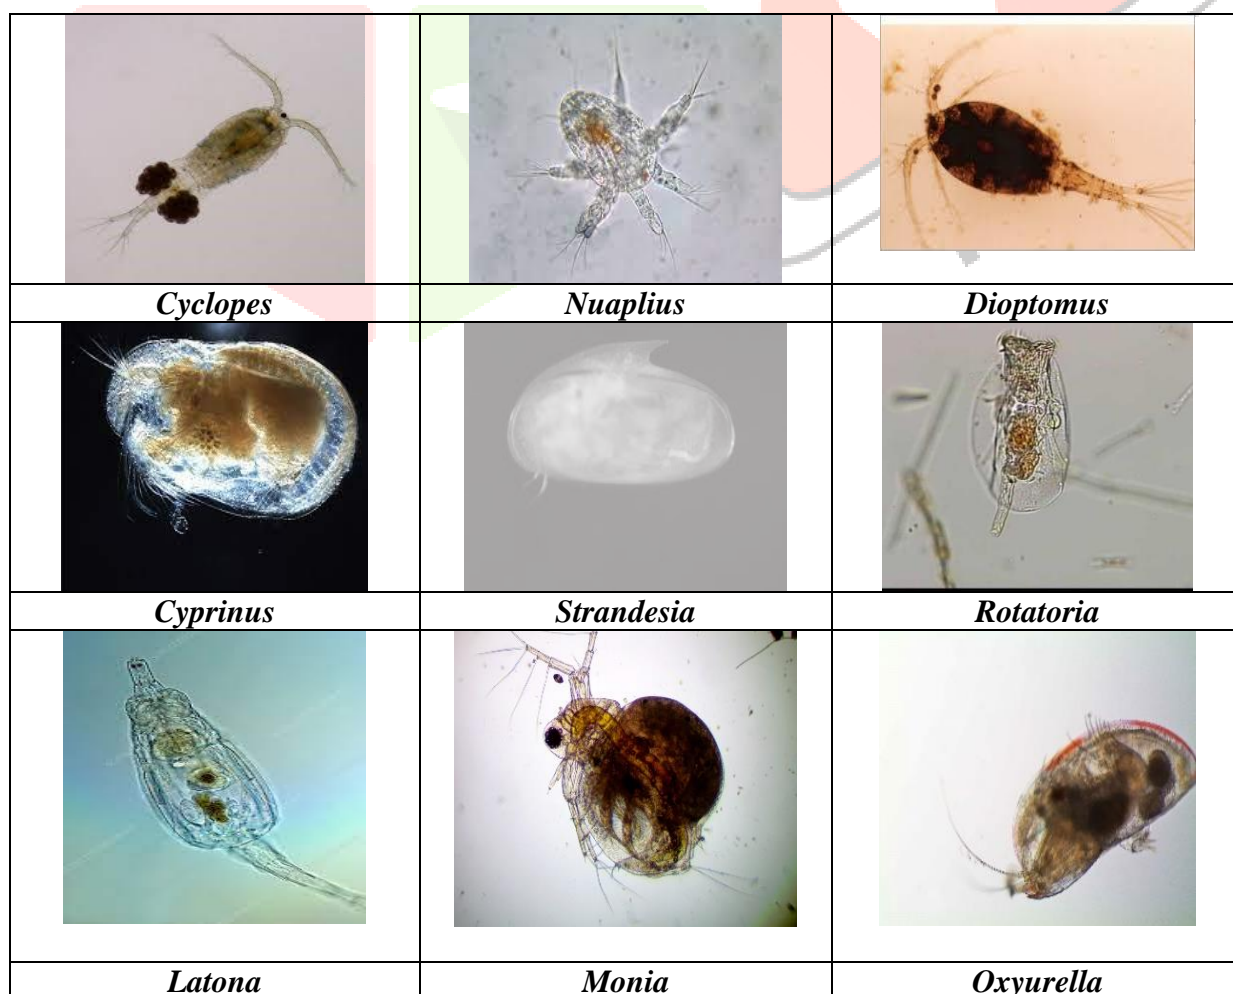 Cyclopes Nuaplius Dioptomus
Cyprinus Strandesia Rotatoria
Latona Monia Oxyurella